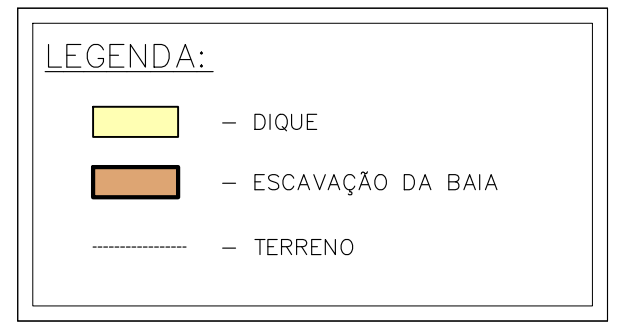 LEGENDA:
– DIQUE
– ESCAVAÇÃO DA BAIA
– TERRENO